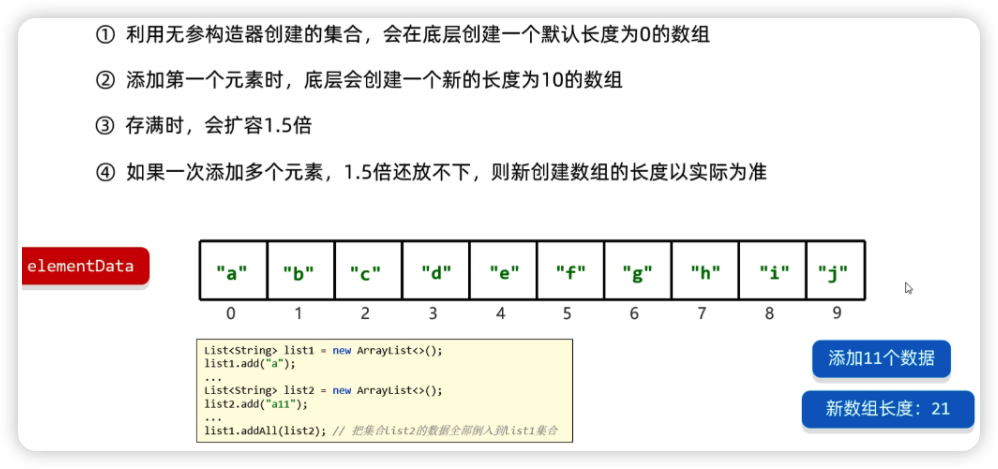 ① 利用无参构造器创建的集合，会在底层创建一个默认长度为0的数组
② 添加第一个元素时，底层会创建一个新的长度为10的数组
③ 存满时，会扩容1.5倍
④ 如果一次添加多个元素，1.5倍还放不下，则新创建数组的长度以实际为准
elementData
"a" "b" "c" "d" "e" "f" "g" "h" "i" "j"
0 1 2 3 4 5 6 7 8 9
List<String> list1 = new ArrayList<>();
list1.add("a");
...
List<String> list2 = new ArrayList<>();
list2.add("a11");
...
list1.addAll(list2); // 把集合list2的数据全部倒入到list1集合
添加11个数据
新数组长度：21